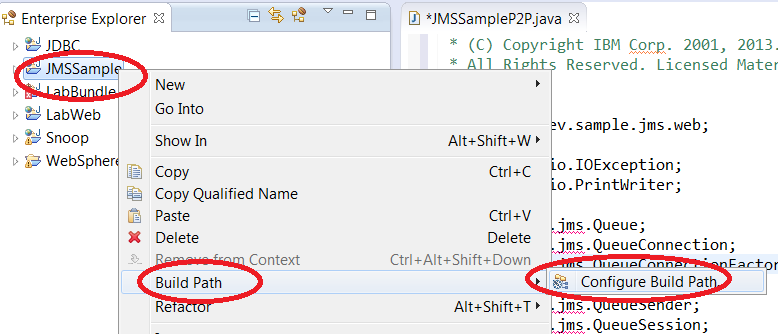 Enterprise Explorer
JDBC
JMSSample
LabBundle
LabWeb
Snoop
WebSphere
New
Go Into
Show In Alt+Shift+W
Copy Ctrl+C
Copy Qualified Name
Paste Ctrl+V
Delete Delete
Remove from Context Ctrl+Alt+Shift+Down
Build Path
Refactor Alt+Shift+T
Configure Build Path
*JMSSampleP2P.java
* (C) Copyright IBM Corp. 2001, 2013.
* All Rights Reserved. Licensed Mater
ev.sample.jms.web;
io.IOException;
io.PrintWriter;
.jms.Queue;
.jms.QueueConnection;
.jms.QueueConnectionFactor
.jms.QueueSender;
.jms.QueueSession;